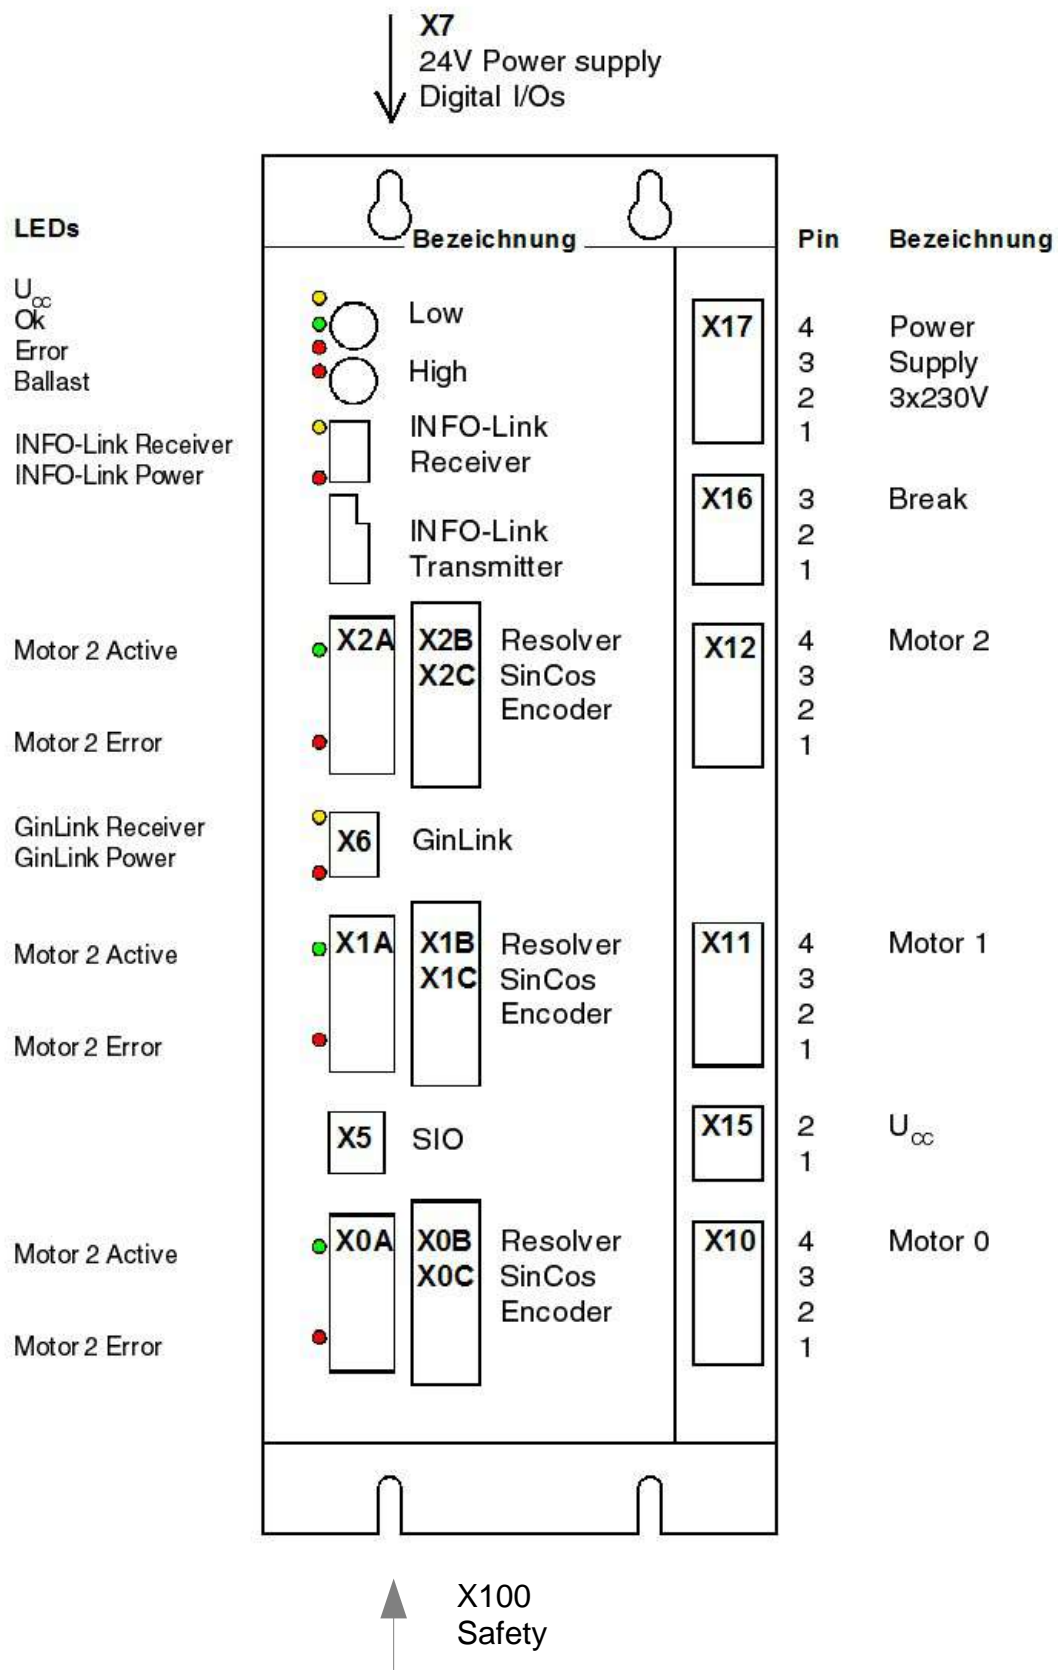 X7
24V Power supply
Digital I/Os
LEDs
Bezeichnung
Pin Bezeichnung
Ucc
Ok
Error
Ballast
Low
High
X17 4 Power
3 Supply
2 3x230V
1
INFO-Link Receiver
INFO-Link Power
INFO-Link
Receiver
INFO-Link
Transmitter
X16 3 Break
2
1
Motor 2 Active
Motor 2 Error
X2A X2B Resolver
X2C SinCos
Encoder
X12 4 Motor 2
3
2
1
GinLink Receiver
GinLink Power
X6 GinLink
Motor 2 Active
Motor 2 Error
X1A X1B Resolver
X1C SinCos
Encoder
X11 4 Motor 1
3
2
1
X5 SIO
X15 2 Ucc
1
Motor 2 Active
Motor 2 Error
X0A X0B Resolver
X0C SinCos
Encoder
X10 4 Motor 0
3
2
1
X100
Safety